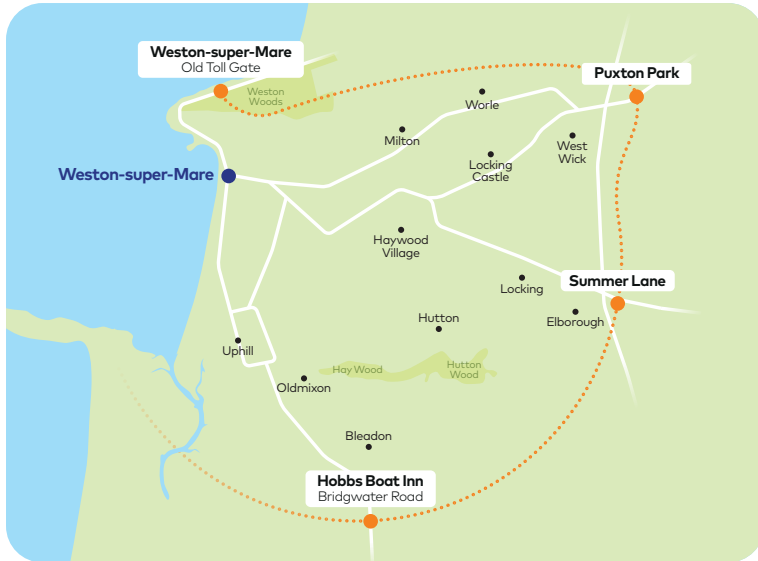 Weston-super-Mare
Old Toll Gate
Weston
Woods
Puxton Park
Worle
Milton
West
Wick
Locking
Castle
Weston-super-Mare
Haywood
Village
Summer Lane
Locking
Elborough
Hutton
Uphill
Hay Wood
Hutton
Wood
Oldmixon
Bleadon
Hobbs Boat Inn
Bridgwater Road